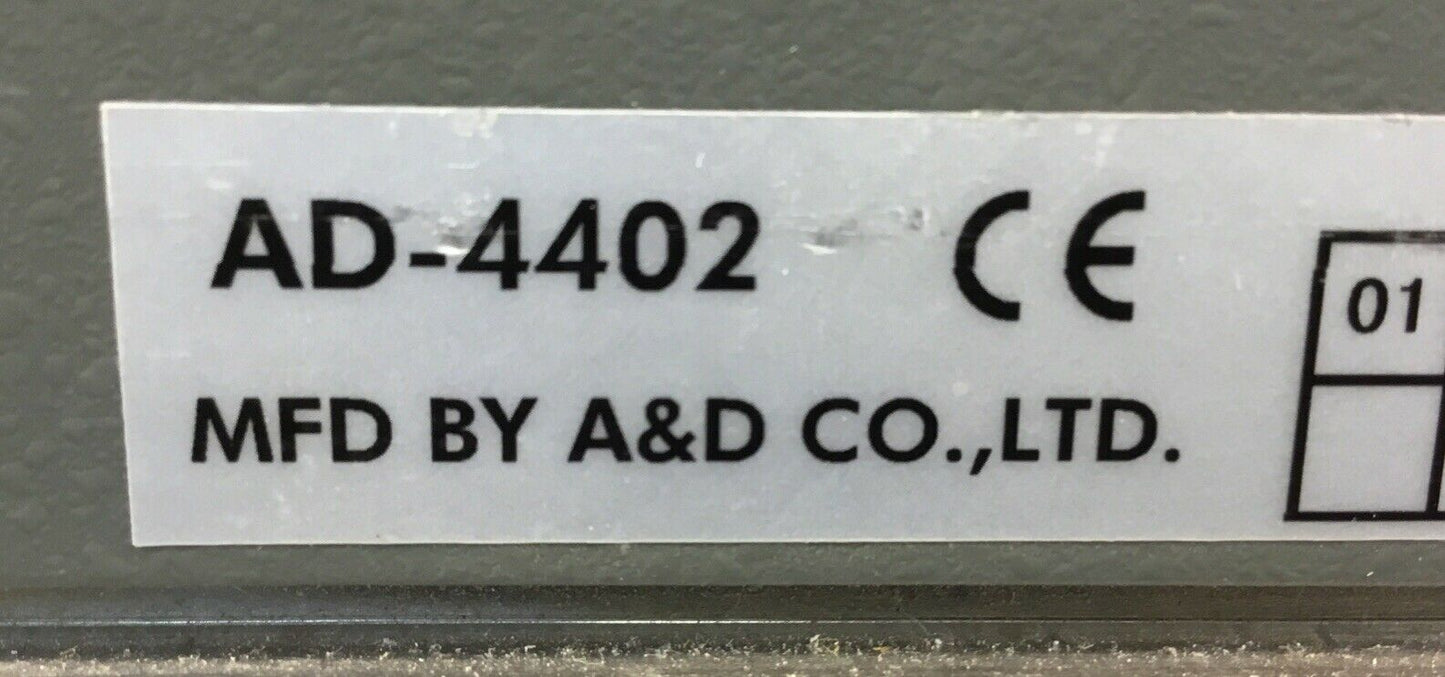 AD-4402 CE
MFD BY A&D CO.,LTD.
01